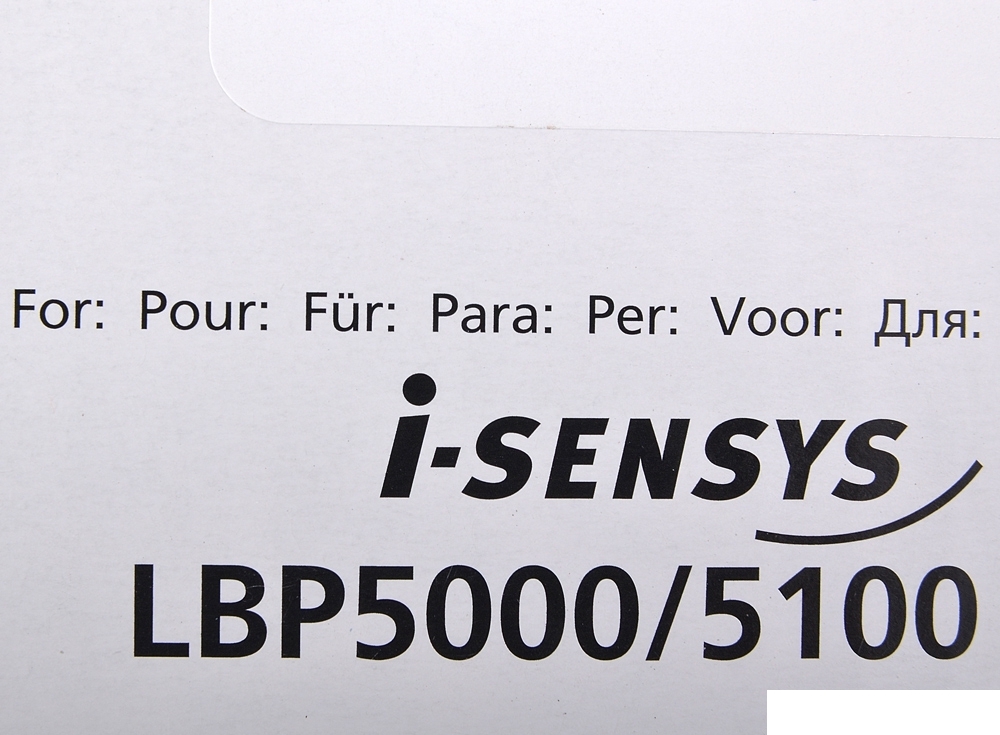 For: Pour: Für: Para: Per: Voor: Для:
i-SENSYS
LBP5000/5100